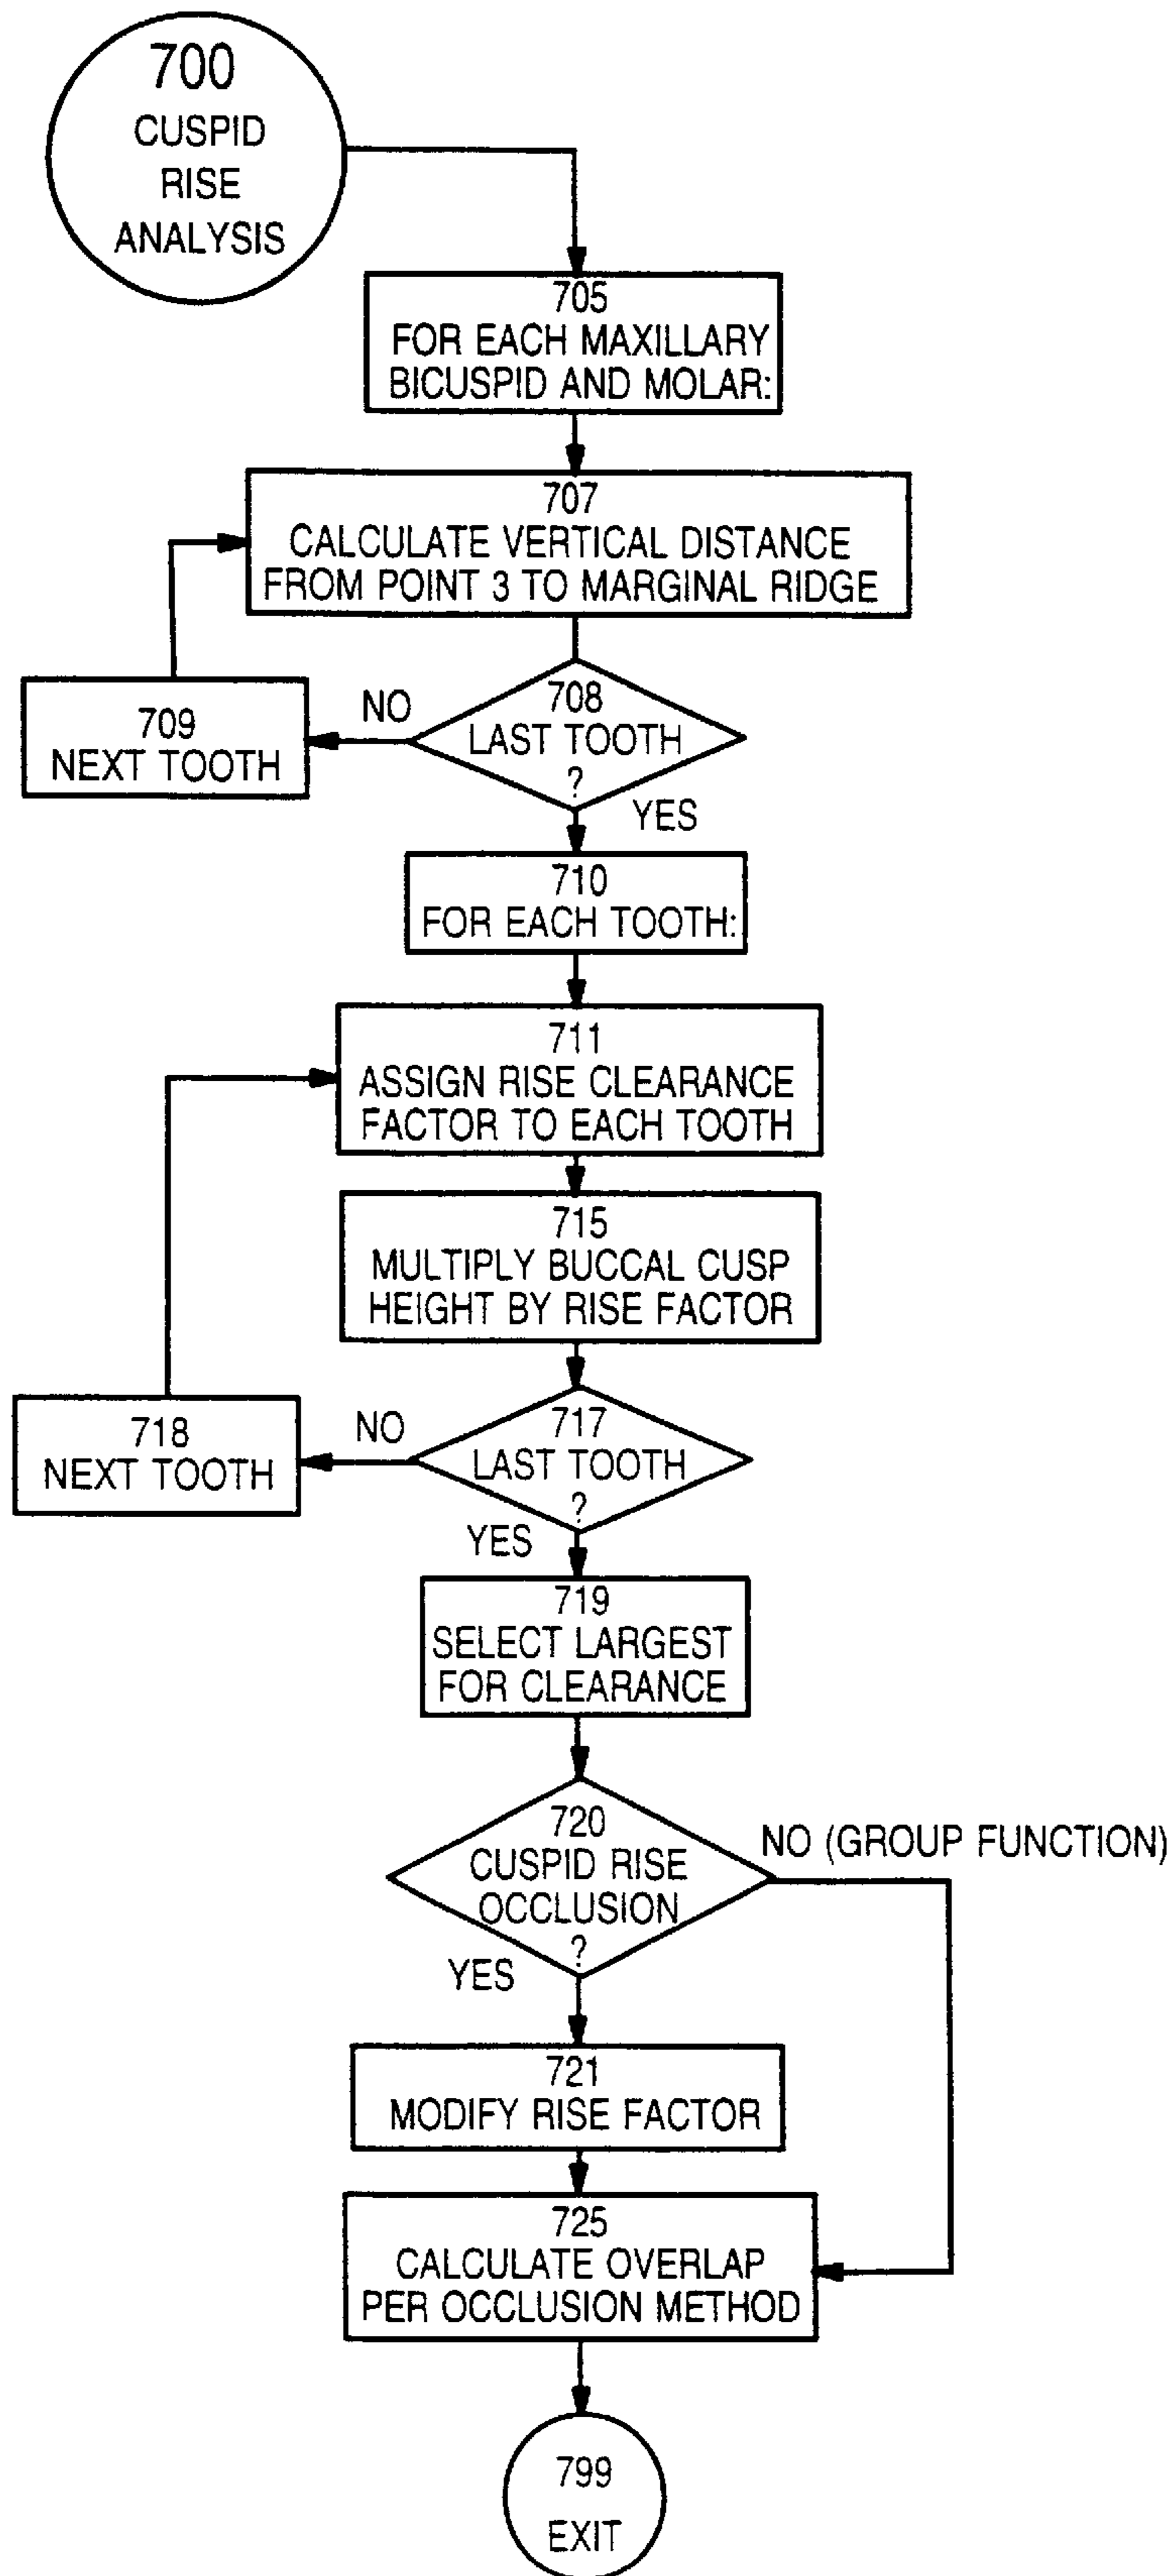 700
CUSPID
RISE
ANALYSIS
705
FOR EACH MAXILLARY
BICUSPID AND MOLAR:
707
CALCULATE VERTICAL DISTANCE
FROM POINT 3 TO MARGINAL RIDGE
708
LAST TOOTH
?
NO
709
NEXT TOOTH
YES
710
FOR EACH TOOTH:
711
ASSIGN RISE CLEARANCE
FACTOR TO EACH TOOTH
715
MULTIPLY BUCCAL CUSP
HEIGHT BY RISE FACTOR
717
LAST TOOTH
?
NO
718
NEXT TOOTH
YES
719
SELECT LARGEST
FOR CLEARANCE
720
CUSPID RISE
OCCLUSION
?
NO (GROUP FUNCTION)
YES
721
MODIFY RISE FACTOR
725
CALCULATE OVERLAP
PER OCCLUSION METHOD
799
EXIT